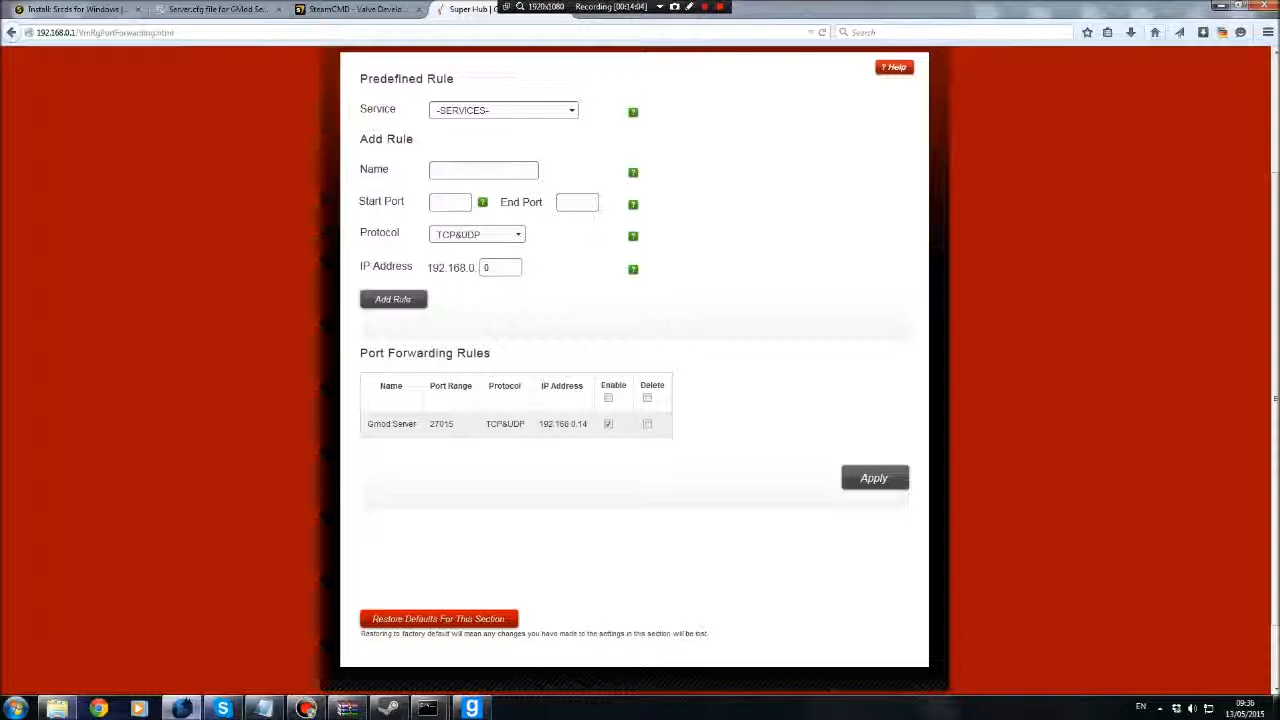 Install: Srcds for Windows |
Server.cfg file for GMod Se...
SteamCMD - Valve Develo...
Super Hub |
1920x1080
Recording [00:14:04]
192.168.0.1/VmRgPortForwarding.html
Search
Predefined Rule
? Help
Service
-SERVICES-
Add Rule
Name
Start Port
End Port
Protocol
TCP&UDP
IP Address
192.168.0.
0
Add Rule
Port Forwarding Rules
Name Port Range Protocol IP Address Enable Delete
Gmod Server 27015 TCP&UDP 192.168.0.14
Apply
Restore Defaults For This Section
Restoring to factory default will mean any changes you have made to the settings in this section will be lost.
EN
09:36
13/05/2015